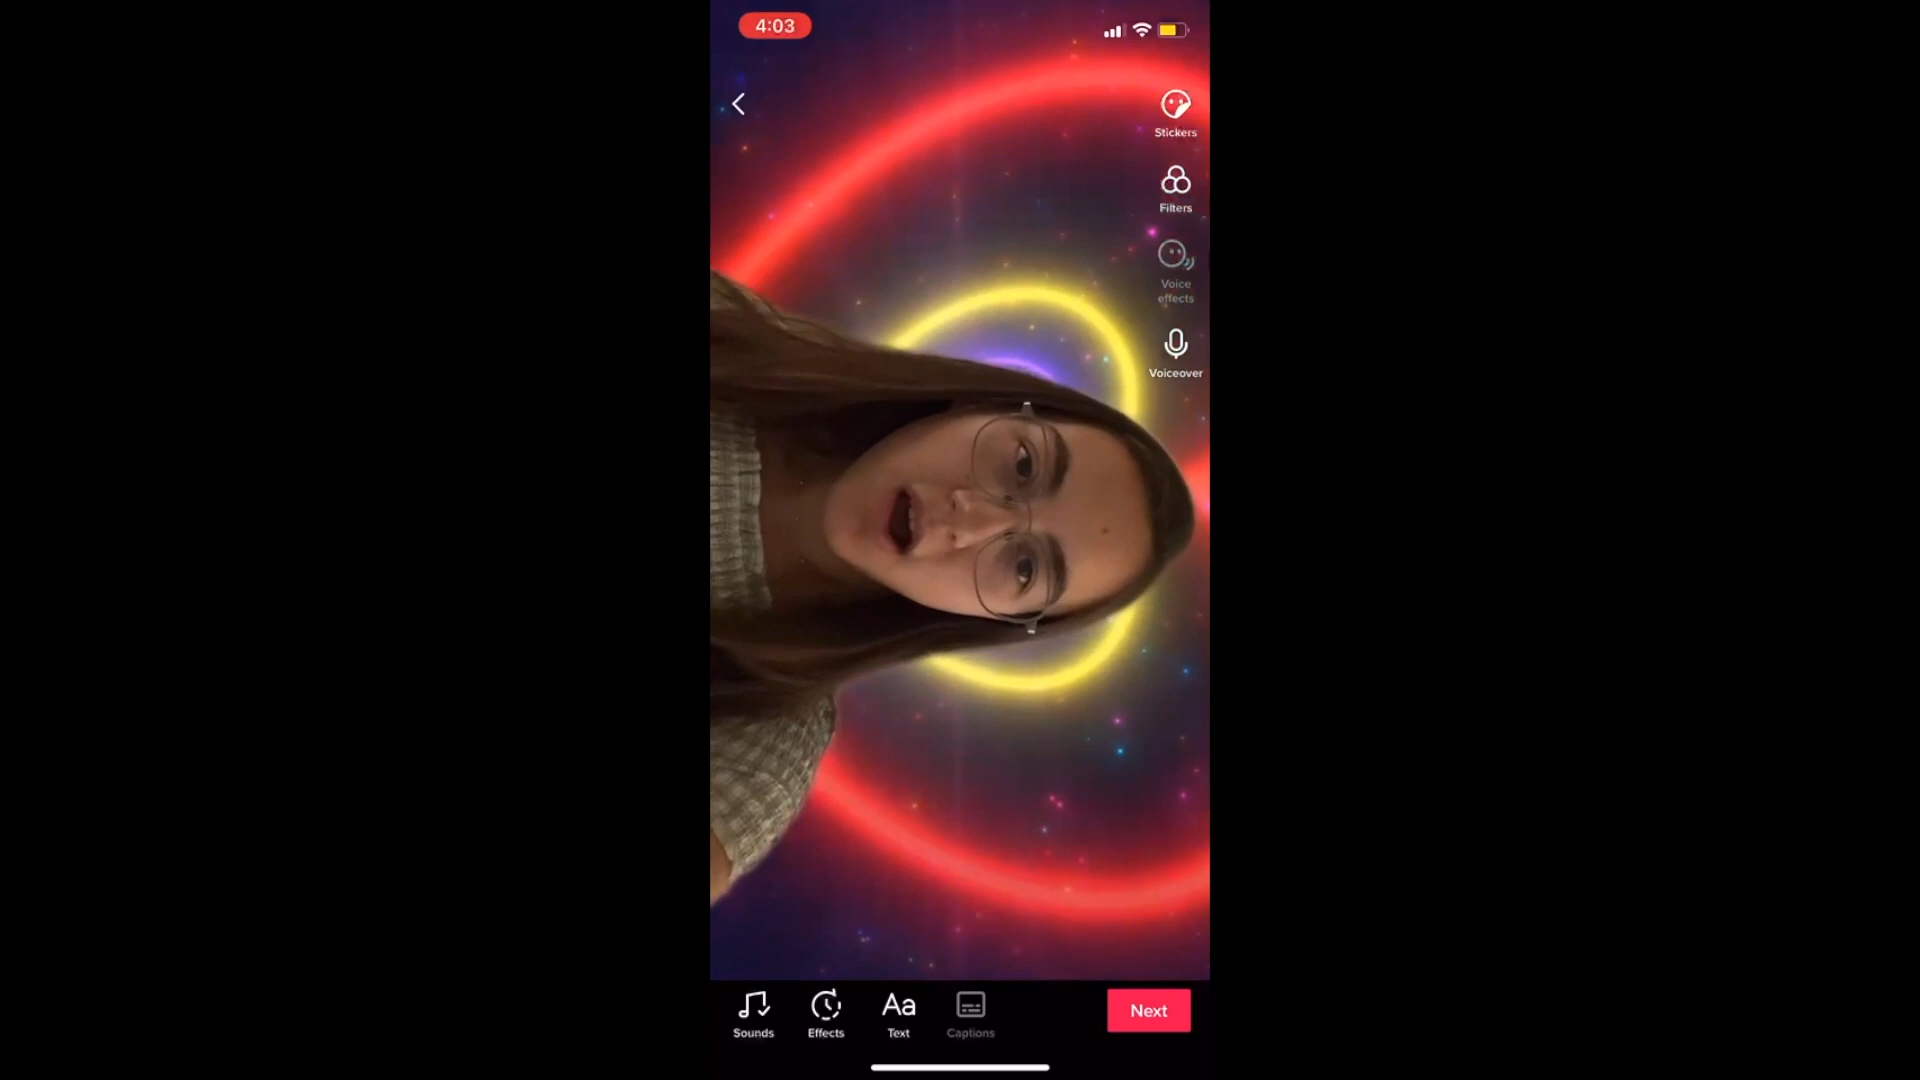 4:03
Stickers
Filters
Voice
effects
Voiceover
Sounds
Effects
Aa
Text
Captions
Next